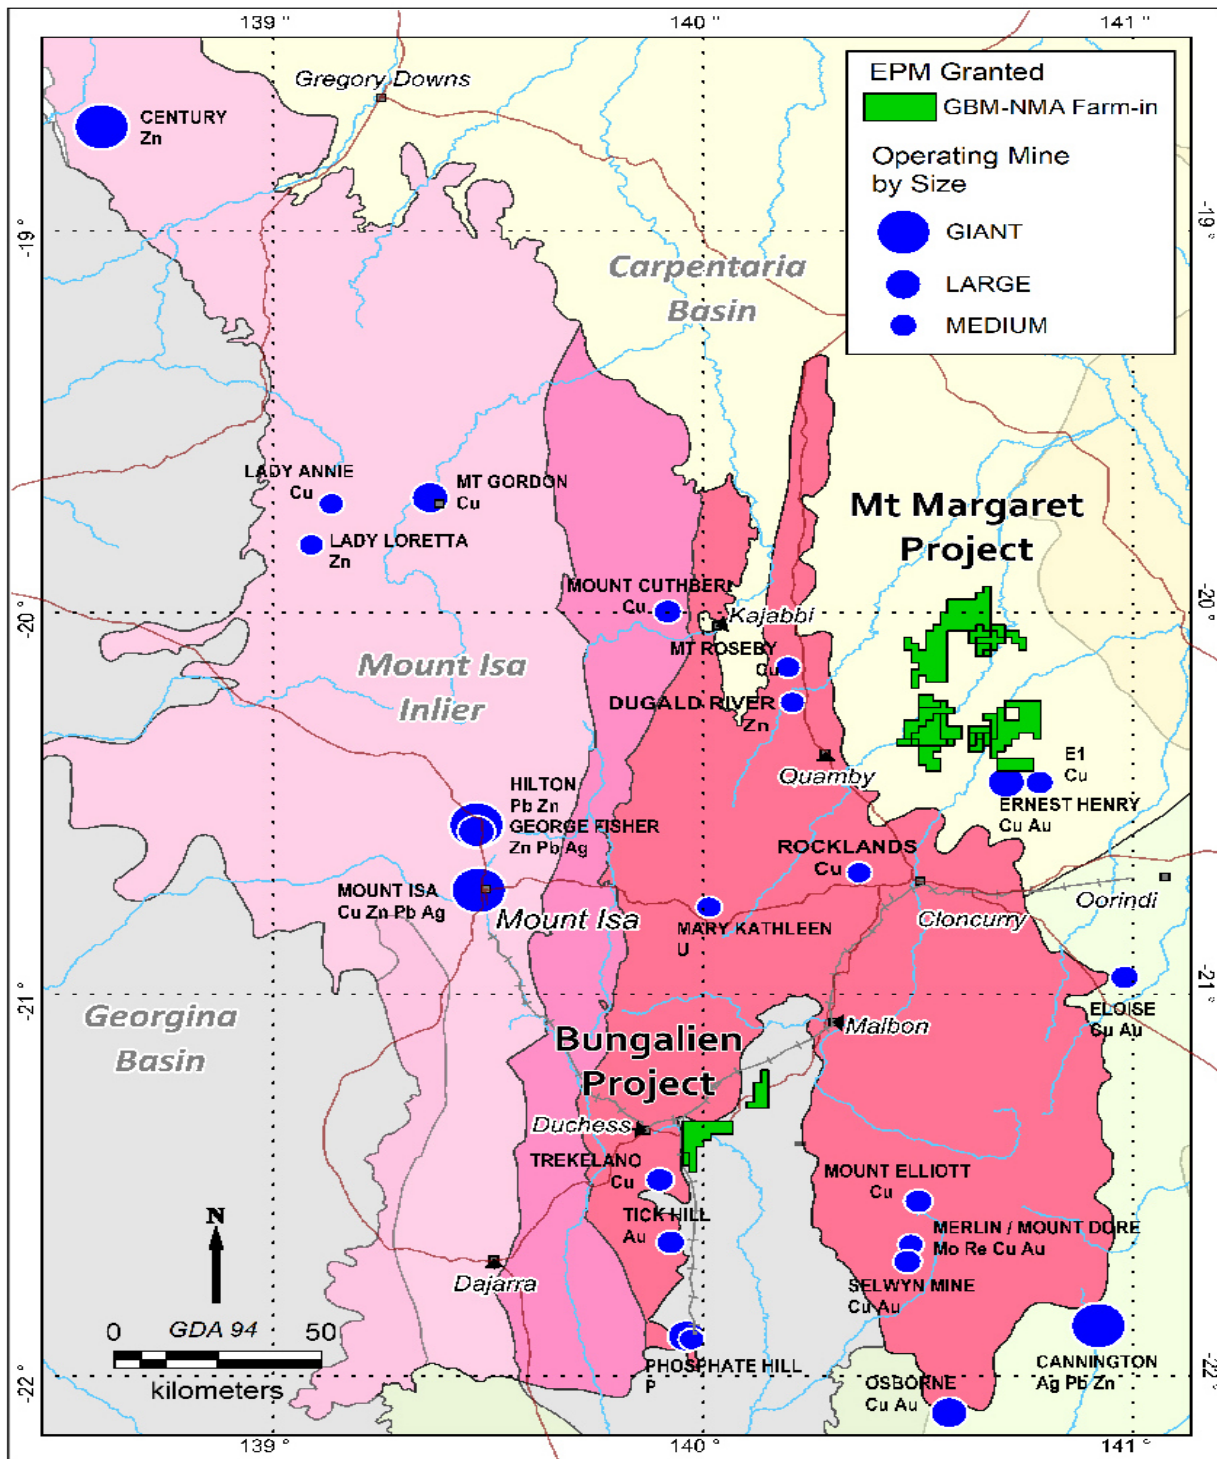 139 °
140 °
141 °
Gregory Downs
CENTURY
Zn
EPM Granted
GBM-NMA Farm-in
Operating Mine
by Size
GIANT
LARGE
MEDIUM
-19 °
-19 °
Carpentaria
Basin
LADY ANNIE
Cu
MT GORDON
Cu
LADY LORETTA
Zn
Mt Margaret
Project
MOUNT CUTHBERT
Cu
-20 °
-20 °
Kajabbi
MT ROSEBY
Cu
Mount Isa
Inlier
DUGALD RIVER
Zn
Quamby
E1
Cu
HILTON
Pb Zn
ERNEST HENRY
Cu Au
GEORGE FISHER
Zn Pb Ag
ROCKLANDS
Cu
MOUNT ISA
Cu Zn Pb Ag
Mount Isa
Cloncurry
Oorindi
MARY KATHLEEN
U
-21 °
-21 °
ELOISE
Cu Au
Georgina
Basin
Malbon
Bungalien
Project
Duchess
TREKELANO
Cu
MOUNT ELLIOTT
Cu
TICK HILL
Au
MERLIN / MOUNT DORE
Mo Re Cu Au
N
Dajarra
SELWYN MINE
Cu Au
0 GDA 94 50
kilometers
PHOSPHATE HILL
P
CANNINGTON
Ag Pb Zn
-22 °
-22 °
OSBORNE
Cu Au
139 °
140 °
141 °